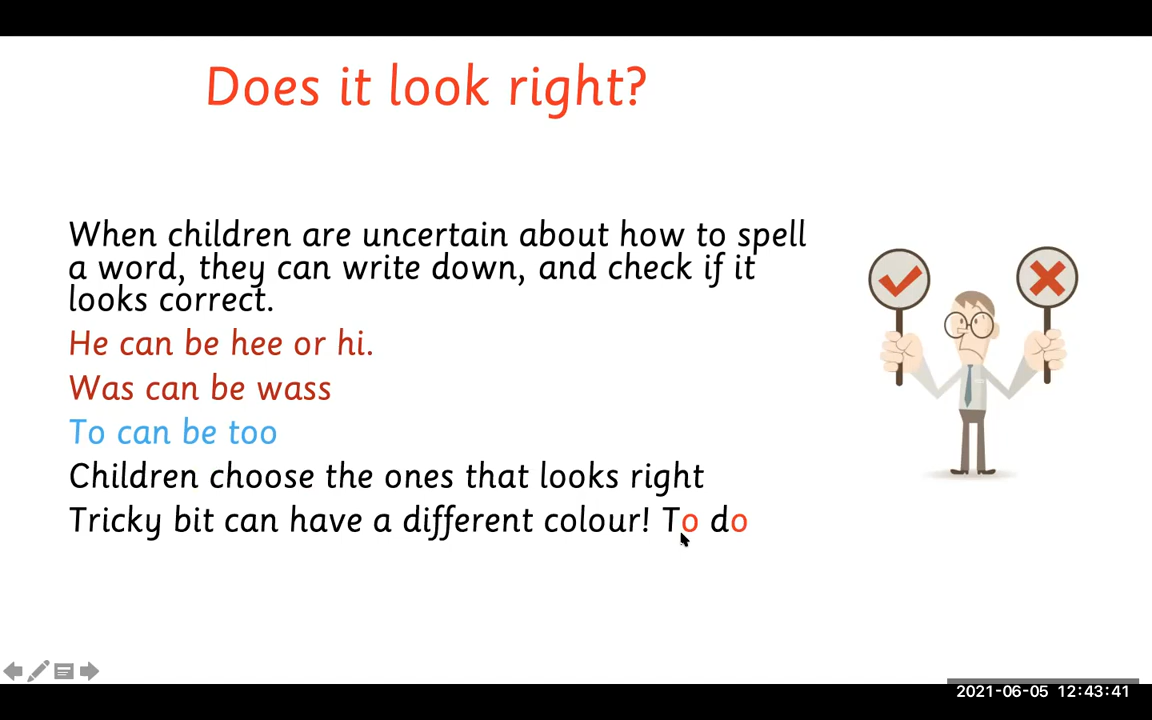 Does it look right?
When children are uncertain about how to spell
a word, they can write down, and check if it
looks correct.
He can be hee or hi.
Was can be wass
To can be too
Children choose the ones that looks right
Tricky bit can have a different colour! To do
2021-06-05 12:43:41